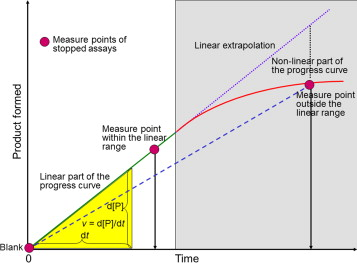 Measure points of
stopped assays
Linear extrapolation
Non-linear part of
the progress curve
Measure point
outside the
linear range
Measure point
within the linear
range
Linear part of the
progress curve
d[P]
v = d[P]/dt
dt
Product formed
Blank
0
Time